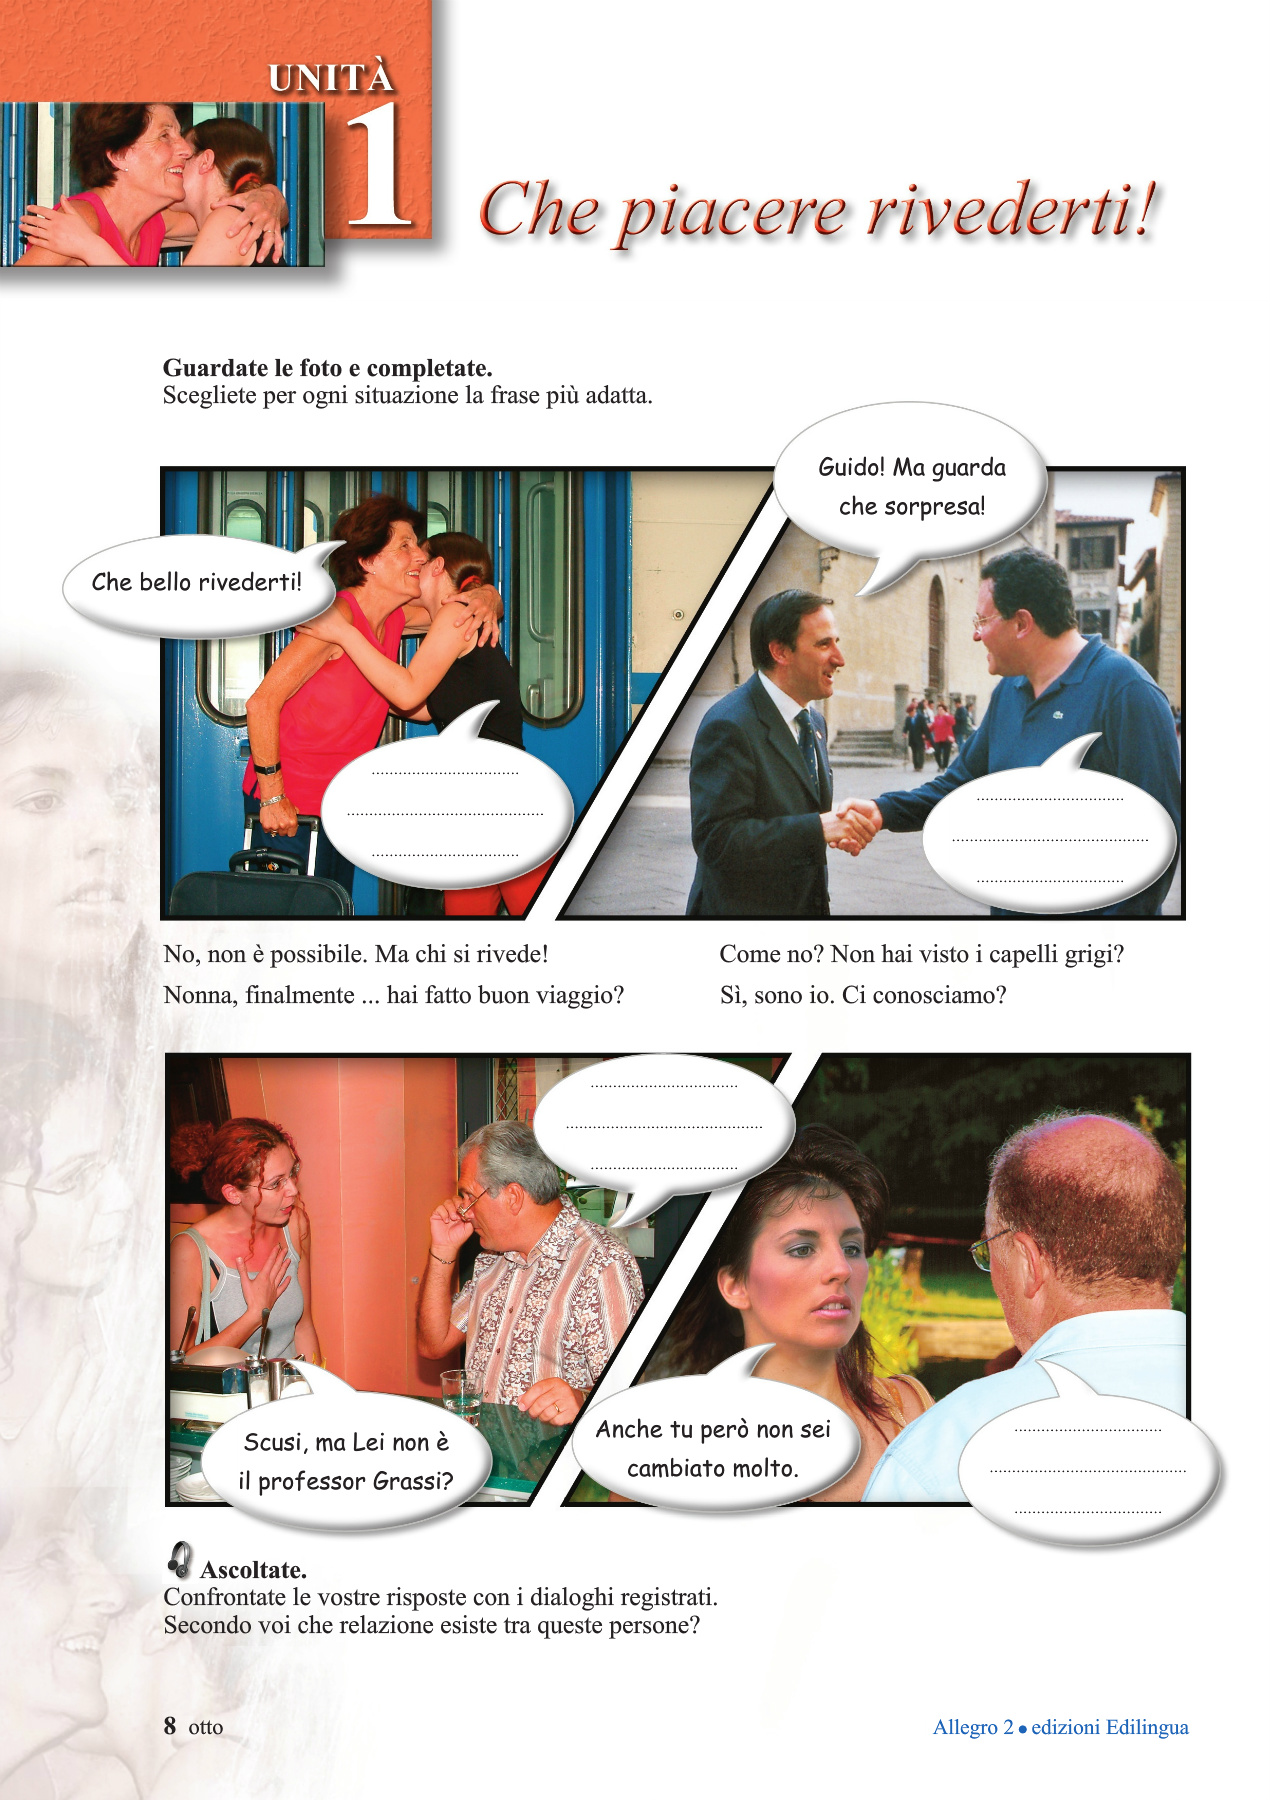 UNITÀ
1
Che piacere rivederti!
Guardate le foto e completate.
Scegliete per ogni situazione la frase più adatta.
Guido! Ma guarda
che sorpresa!
Che bello rivederti!
................................
...........................................
................................
................................
...........................................
................................
No, non è possibile. Ma chi si rivede!
Come no? Non hai visto i capelli grigi?
Nonna, finalmente ... hai fatto buon viaggio?
Sì, sono io. Ci conosciamo?
................................
...........................................
................................
Scusi, ma Lei non è
il professor Grassi?
Anche tu però non sei
cambiato molto.
................................
...........................................
................................
Ascoltate.
Confrontate le vostre risposte con i dialoghi registrati.
Secondo voi che relazione esiste tra queste persone?
8 otto
Allegro 2 • edizioni Edilingua